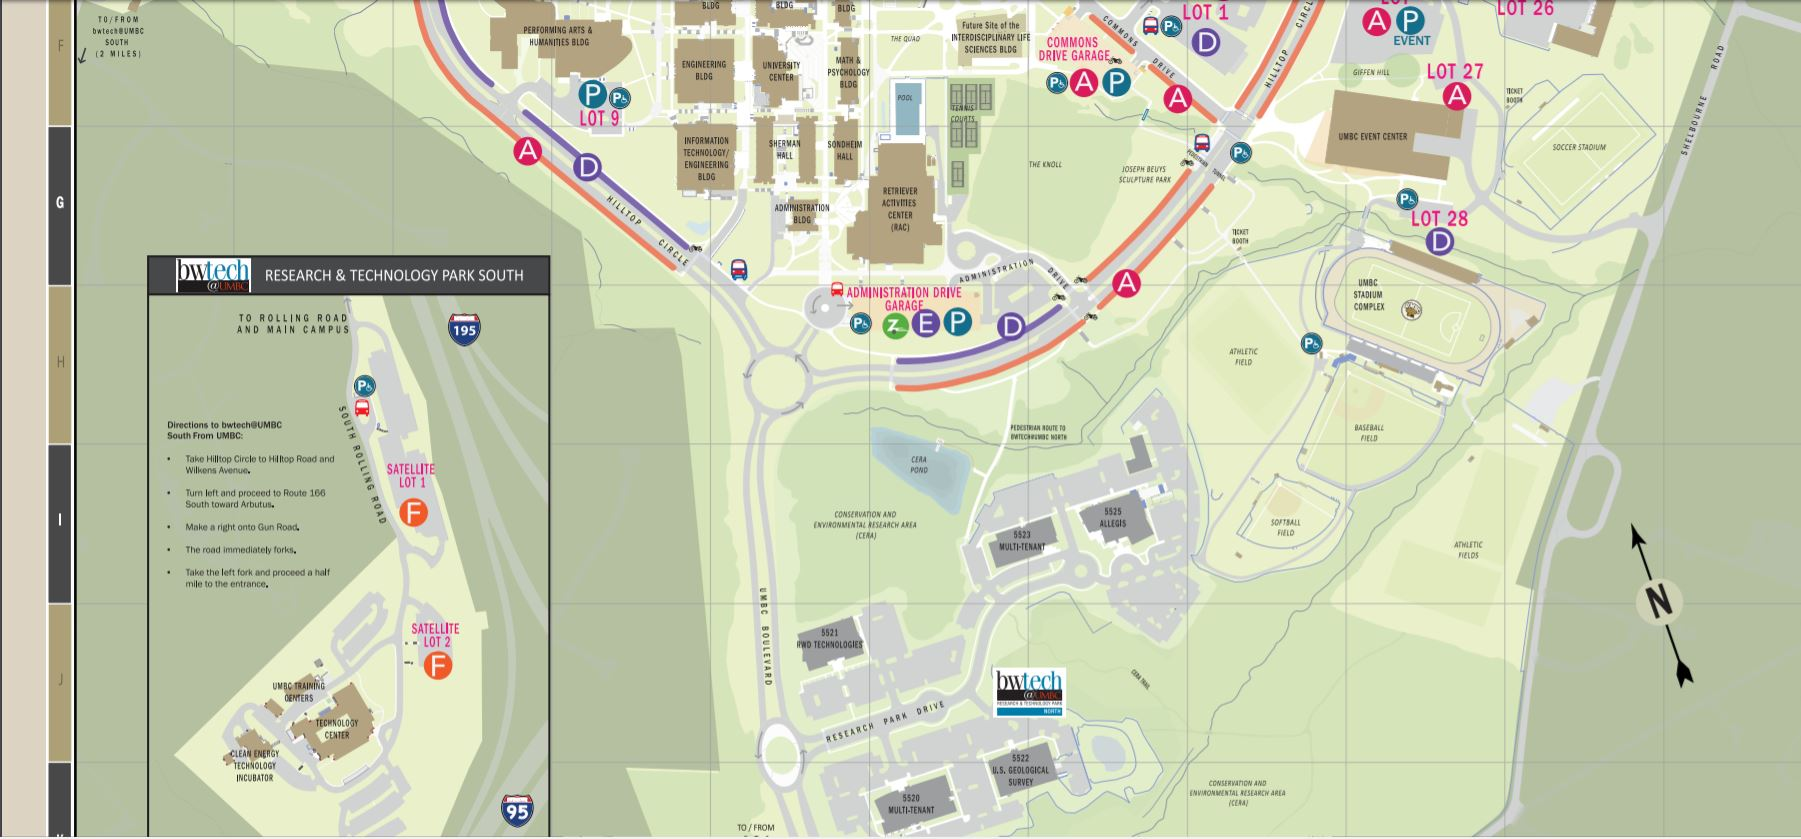 TO/FROM
bwtech@UMBC
SOUTH
(2 MILES)
F
G
H
I
J
PERFORMING ARTS &
HUMANITIES BLDG
BLDG
BLDG
BLDG
ENGINEERING
BLDG
UNIVERSITY
CENTER
MATH &
PSYCHOLOGY
BLDG
THE QUAD
Future Site of the
INTERDISCIPLINARY LIFE
SCIENCES BLDG
POOL
TENNIS
COURTS
P
P
LOT 9
INFORMATION
TECHNOLOGY/
ENGINEERING
BLDG
SHERMAN
HALL
SONDHEIM
HALL
ADMINISTRATION
BLDG
RETRIEVER
ACTIVITIES
CENTER
(RAC)
A
D
HILLTOP CIRCLE
COMMONS DRIVE
COMMONS
DRIVE GARAGE
P
A
P
A
P
LOT 1
D
HILLTOP CIRCLE
A
P
EVENT
LOT 26
GIFFEN HILL
LOT 27
A
TICKET
BOOTH
UMBC EVENT CENTER
SOCCER STADIUM
SHELBOURNE ROAD
THE KNOLL
JOSEPH BEUYS
SCULPTURE PARK
PEDESTRIAN TUNNEL
P
P
LOT 28
D
TICKET
BOOTH
UMBC
STADIUM
COMPLEX
ADMINISTRATION DRIVE
A
ADMINISTRATION DRIVE
GARAGE
P
Z
E
P
D
P
ATHLETIC
FIELD
BASEBALL
FIELD
SOFTBALL
FIELD
ATHLETIC
FIELDS
PEDESTRIAN ROUTE TO
BWTECH@UMBC NORTH
CERA
POND
CONSERVATION AND
ENVIRONMENTAL RESEARCH AREA
(CERA)
5525
ALLEGIS
5523
MULTI-TENANT
5521
RWD TECHNOLOGIES
UMBC BOULEVARD
RESEARCH PARK DRIVE
bwtech
@UMBC
RESEARCH & TECHNOLOGY PARK
NORTH
CERA TRAIL
5522
U.S. GEOLOGICAL
SURVEY
5520
MULTI-TENANT
CONSERVATION AND
ENVIRONMENTAL RESEARCH AREA
(CERA)
TO / FROM
N
bwtech
@UMBC
RESEARCH & TECHNOLOGY PARK SOUTH
TO ROLLING ROAD
AND MAIN CAMPUS
195
P
SOUTH ROLLING ROAD
Directions to bwtech@UMBC
South From UMBC:
• Take Hilltop Circle to Hilltop Road and
Wilkens Avenue.
• Turn left and proceed to Route 166
South toward Arbutus.
• Make a right onto Gun Road.
• The road immediately forks.
• Take the left fork and proceed a half
mile to the entrance.
SATELLITE
LOT 1
F
SATELLITE
LOT 2
F
UMBC TRAINING
CENTERS
TECHNOLOGY
CENTER
CLEAN ENERGY
TECHNOLOGY
INCUBATOR
95